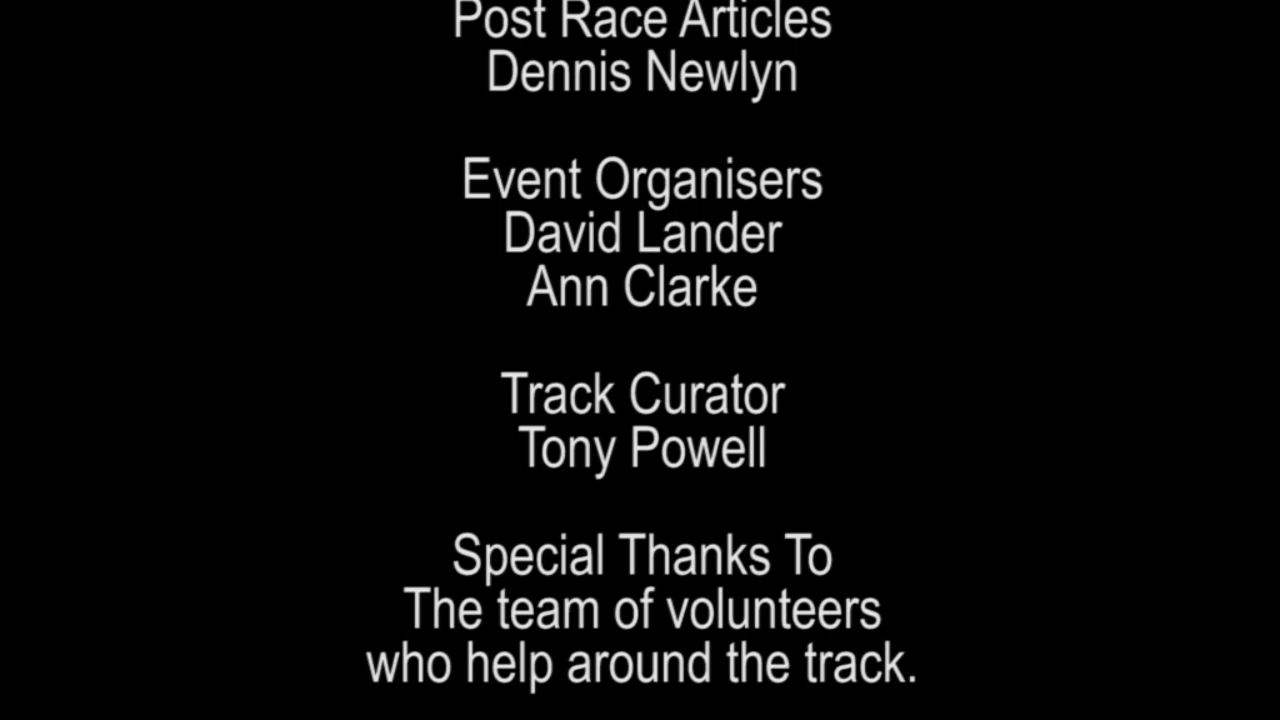 Post Race Articles
Dennis Newlyn
Event Organisers
David Lander
Ann Clarke
Track Curator
Tony Powell
Special Thanks To
The team of volunteers
who help around the track.